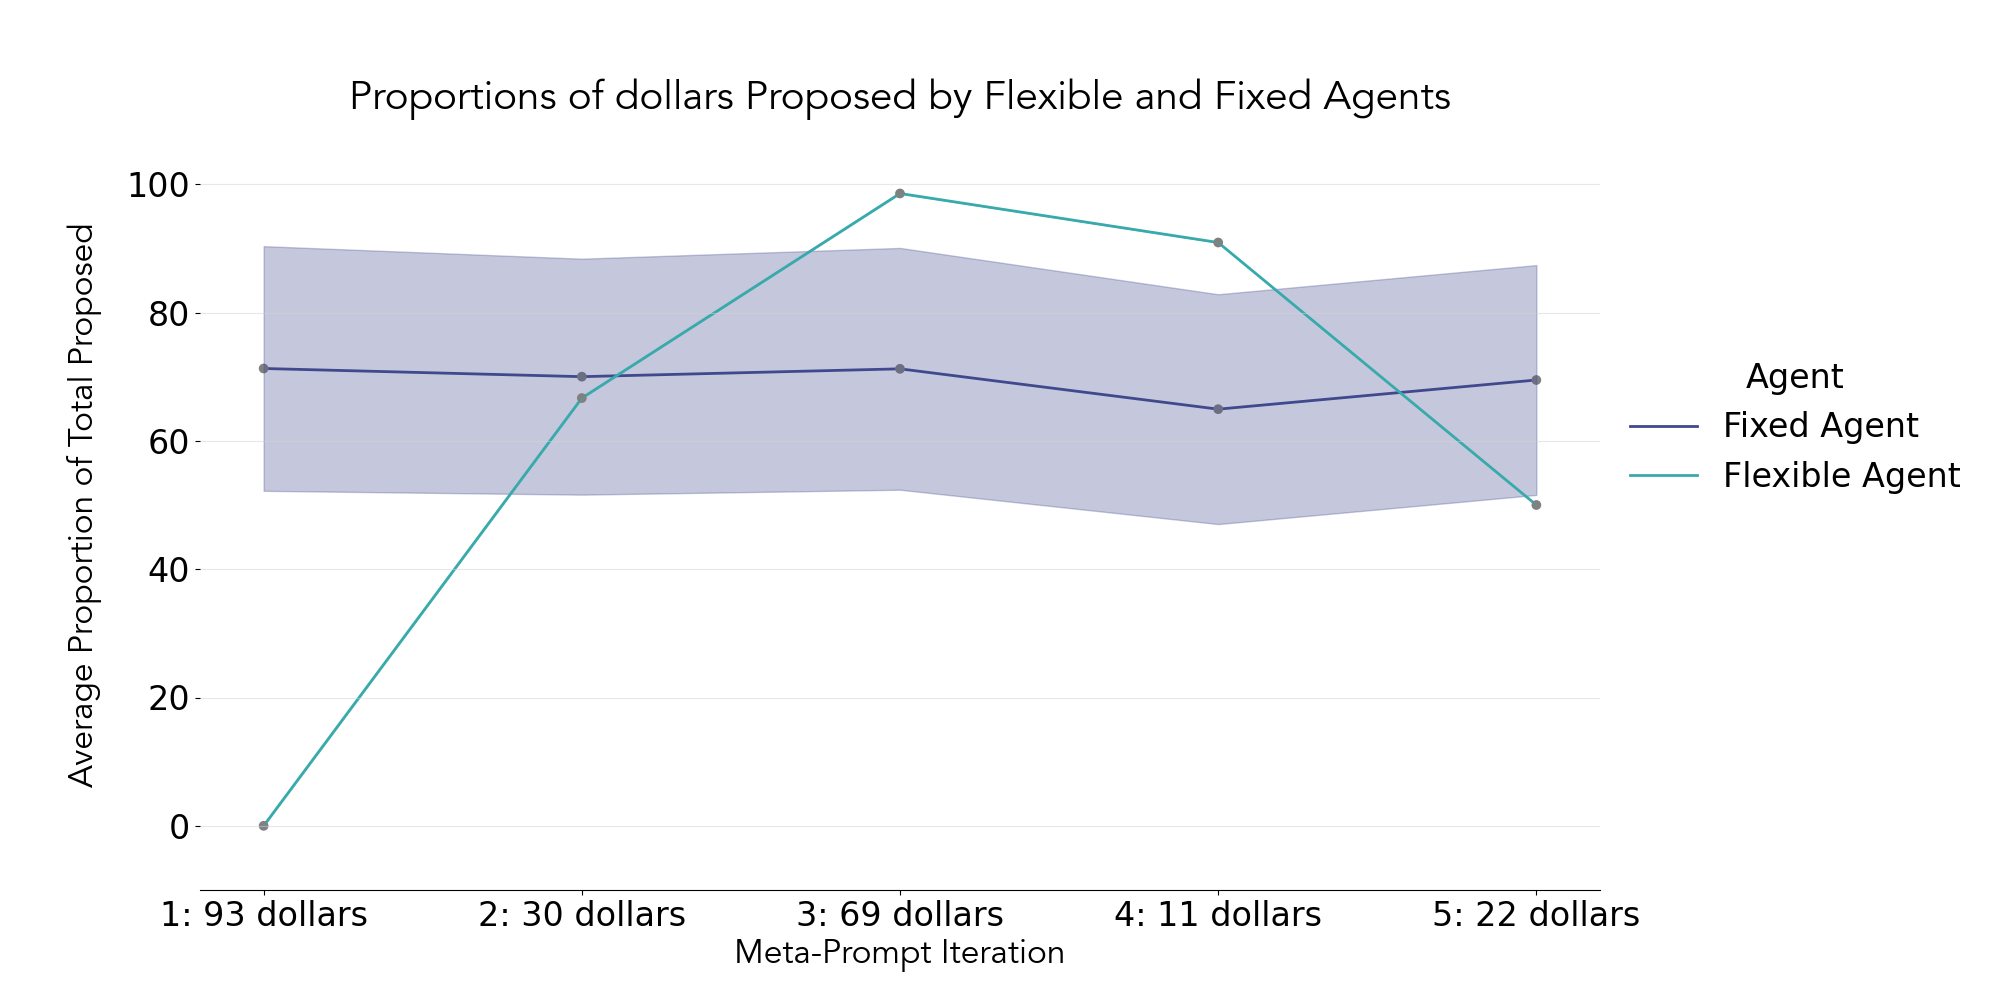 Proportions of dollars Proposed by Flexible and Fixed Agents
Average Proportion of Total Proposed
100
80
60
40
20
0
1: 93 dollars
2: 30 dollars
3: 69 dollars
4: 11 dollars
5: 22 dollars
Meta-Prompt Iteration
Agent
Fixed Agent
Flexible Agent